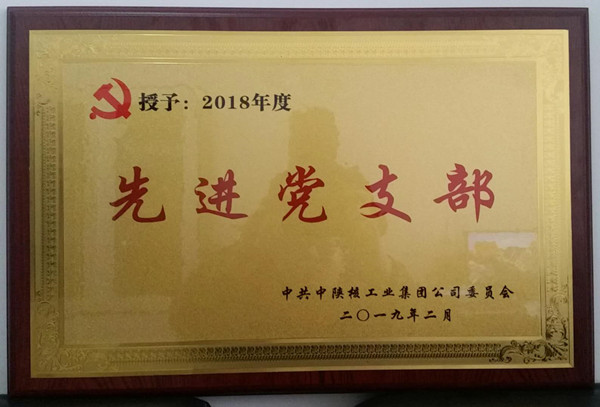 授予：2018年度
先进党支部
中共中陕核工业集团公司委员会
二〇一九年二月